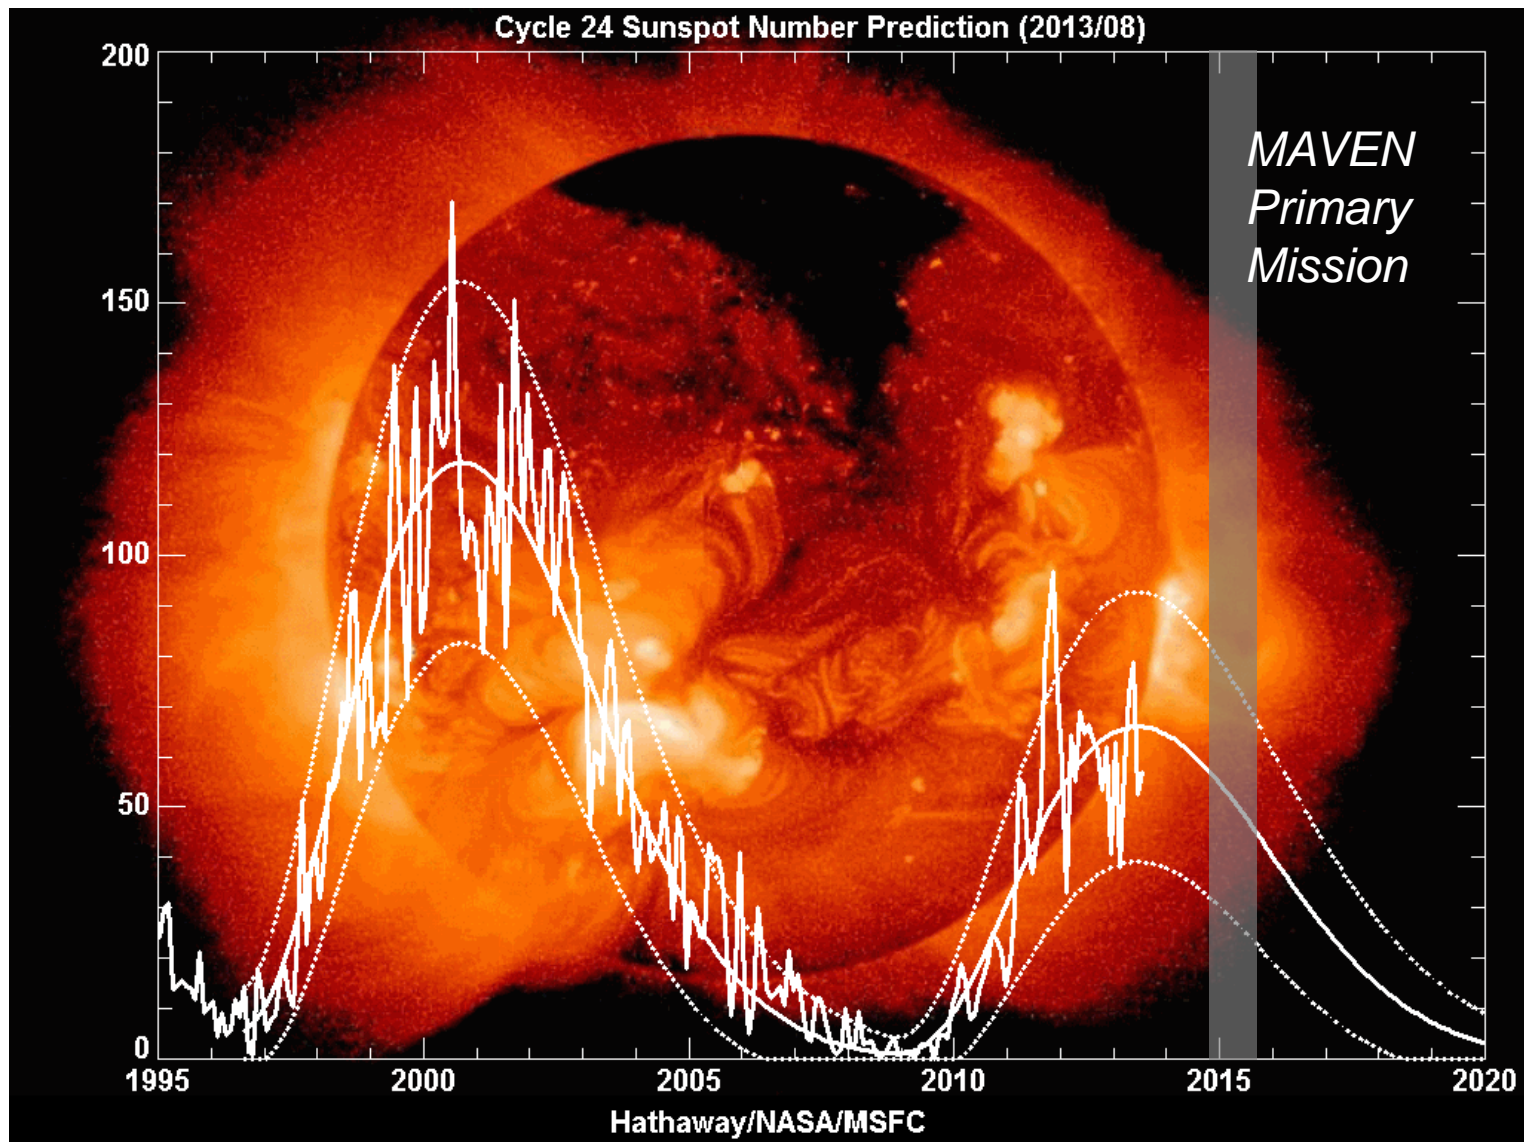 Cycle 24 Sunspot Number Prediction (2013/08)
200
150
100
50
0
MAVEN
Primary
Mission
1995 2000 2005 2010 2015 2020
Hathaway/NASA/MSFC